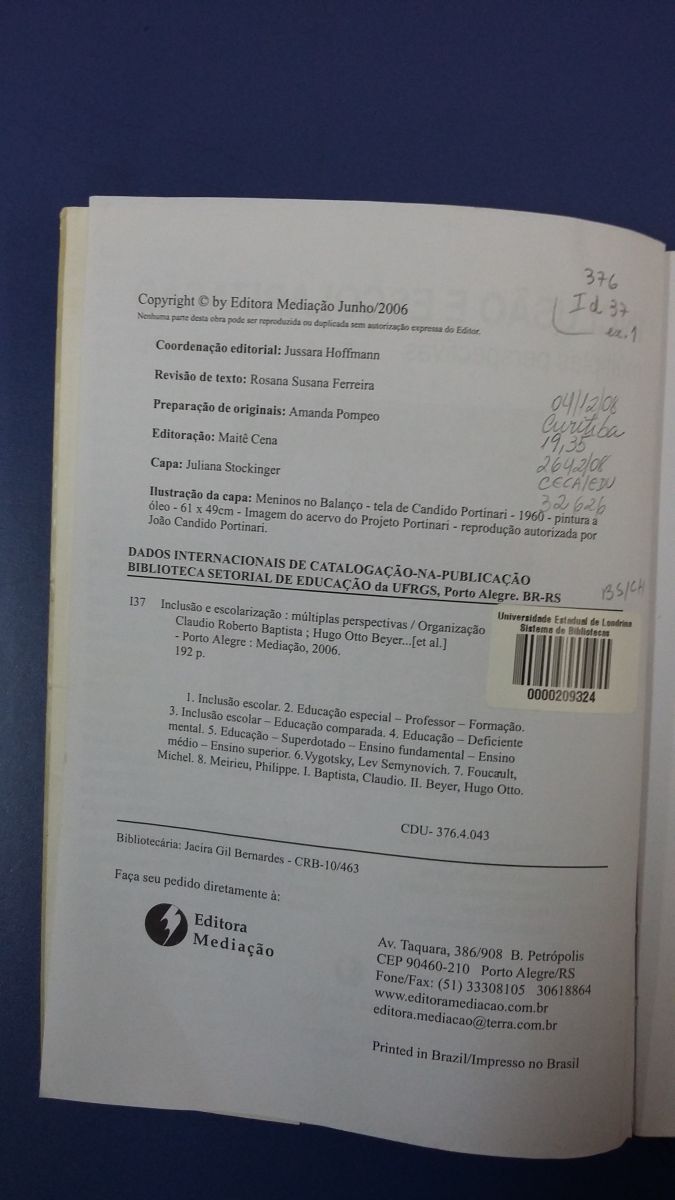 376
Id 37
ex.1
Copyright © by Editora Mediação Junho/2006
Nenhuma parte desta obra pode ser reproduzida ou duplicada sem autorização expressa do Editor.
Coordenação editorial: Jussara Hoffmann
Revisão de texto: Rosana Susana Ferreira
Preparação de originais: Amanda Pompeo
Editoração: Maitê Cena
Capa: Juliana Stockinger
04/12/08
Curitiba
19,35
2642/08
CECA/EDU
32626
Ilustração da capa: Meninos no Balanço - tela de Candido Portinari - 1960 - pintura a
óleo - 61 x 49cm - Imagem do acervo do Projeto Portinari - reprodução autorizada por
João Candido Portinari.
DADOS INTERNACIONAIS DE CATALOGAÇÃO-NA-PUBLICAÇÃO
BIBLIOTECA SETORIAL DE EDUCAÇÃO da UFRGS, Porto Alegre. BR-RS
BS/CH
I37 Inclusão e escolarização : múltiplas perspectivas / Organização
Claudio Roberto Baptista ; Hugo Otto Beyer...[et al.]
- Porto Alegre : Mediação, 2006.
192 p.
Universidade Estadual de Londrina
Sistema de Bibliotecas
0000209324
1. Inclusão escolar. 2. Educação especial – Professor – Formação.
3. Inclusão escolar – Educação comparada. 4. Educação – Deficiente
mental. 5. Educação – Superdotado – Ensino fundamental – Ensino
médio – Ensino superior. 6.Vygotsky, Lev Semynovich. 7. Foucault,
Michel. 8. Meirieu, Philippe. I. Baptista, Claudio. II. Beyer, Hugo Otto.
CDU- 376.4.043
Bibliotecária: Jacira Gil Bernardes - CRB-10/463
Faça seu pedido diretamente à:
Editora
Mediação
Av. Taquara, 386/908 B. Petrópolis
CEP 90460-210 Porto Alegre/RS
Fone/Fax: (51) 33308105 30618864
www.editoramediacao.com.br
editora.mediacao@terra.com.br
Printed in Brazil/Impresso no Brasil